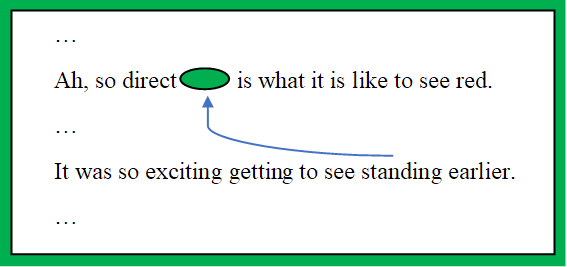 …
Ah, so direct is what it is like to see red.
…
It was so exciting getting to see standing earlier.
…